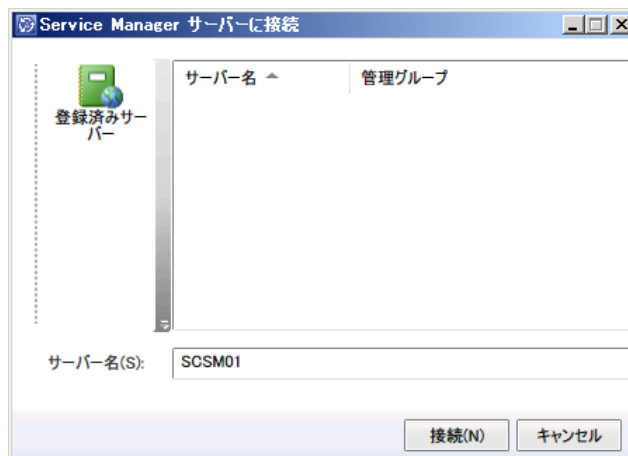 Service Manager サーバーに接続
登録済みサー
バー
サーバー名
管理グループ
サーバー名(S):
SCSM01
接続(N)
キャンセル